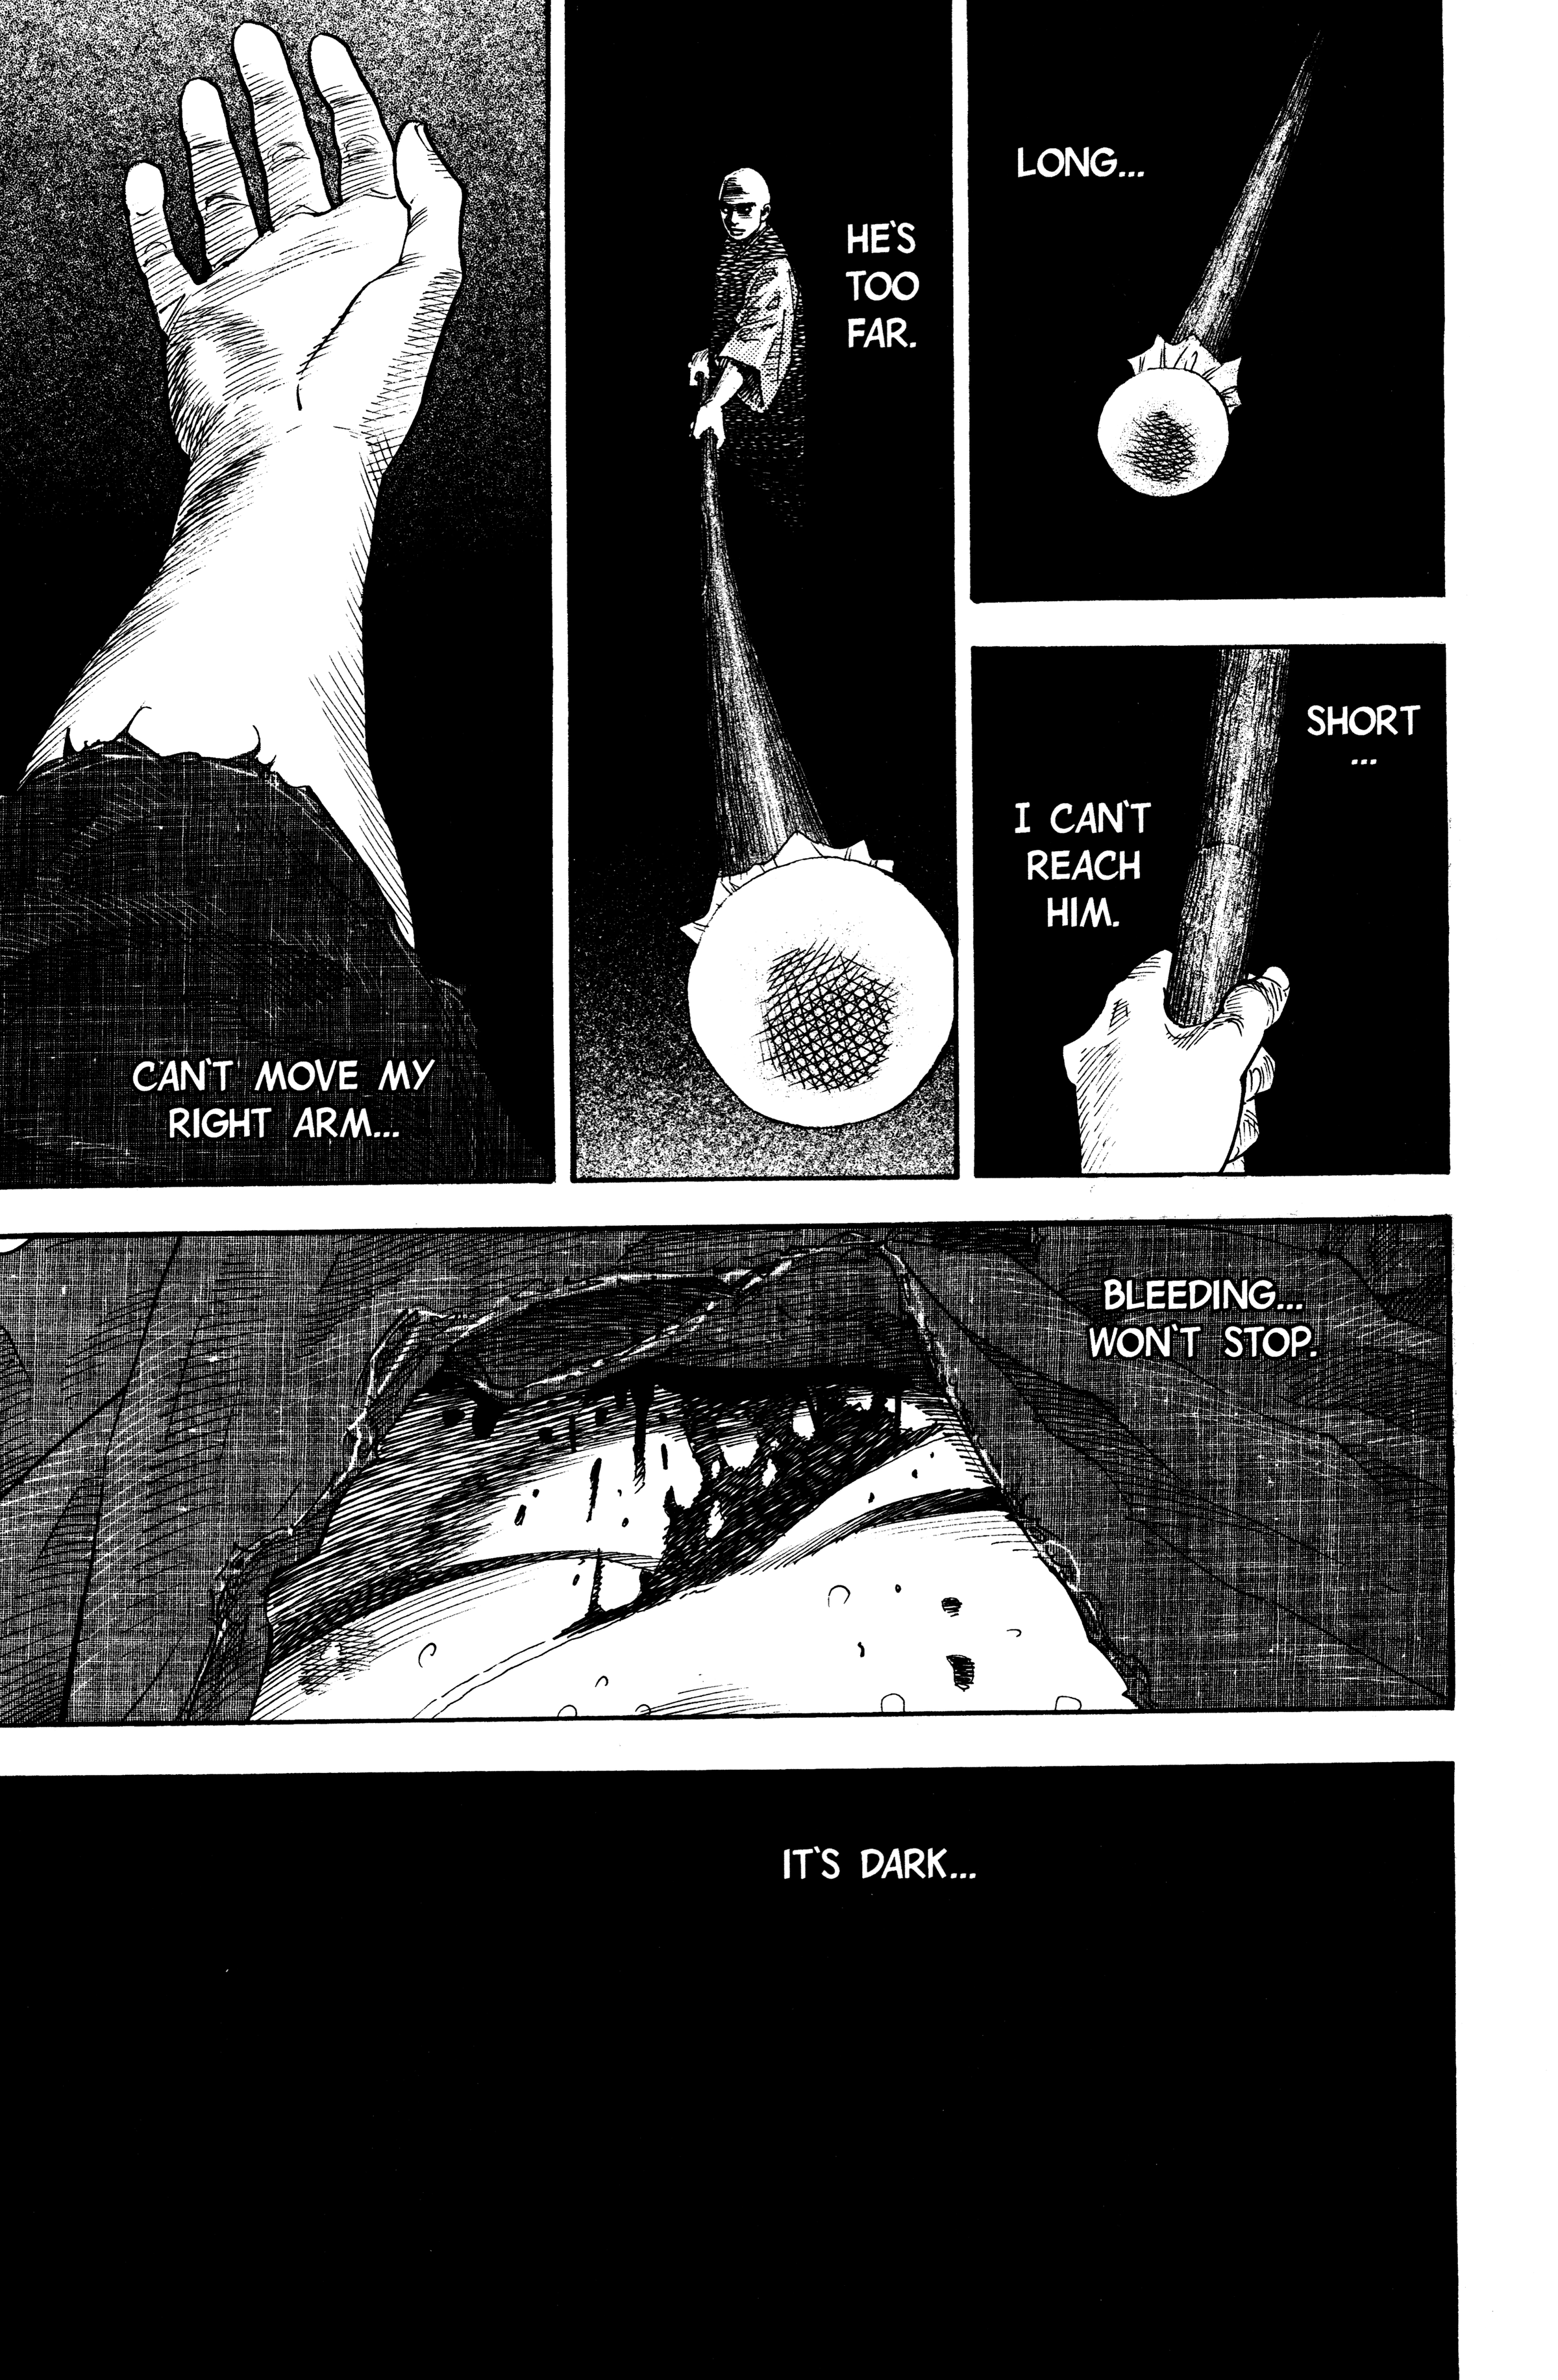 LONG...
SHORT
...
I CAN'T
REACH
HIM.
HE'S
TOO
FAR.
CAN'T MOVE MY
RIGHT ARM...
BLEEDING...
WON'T STOP.
IT'S DARK...